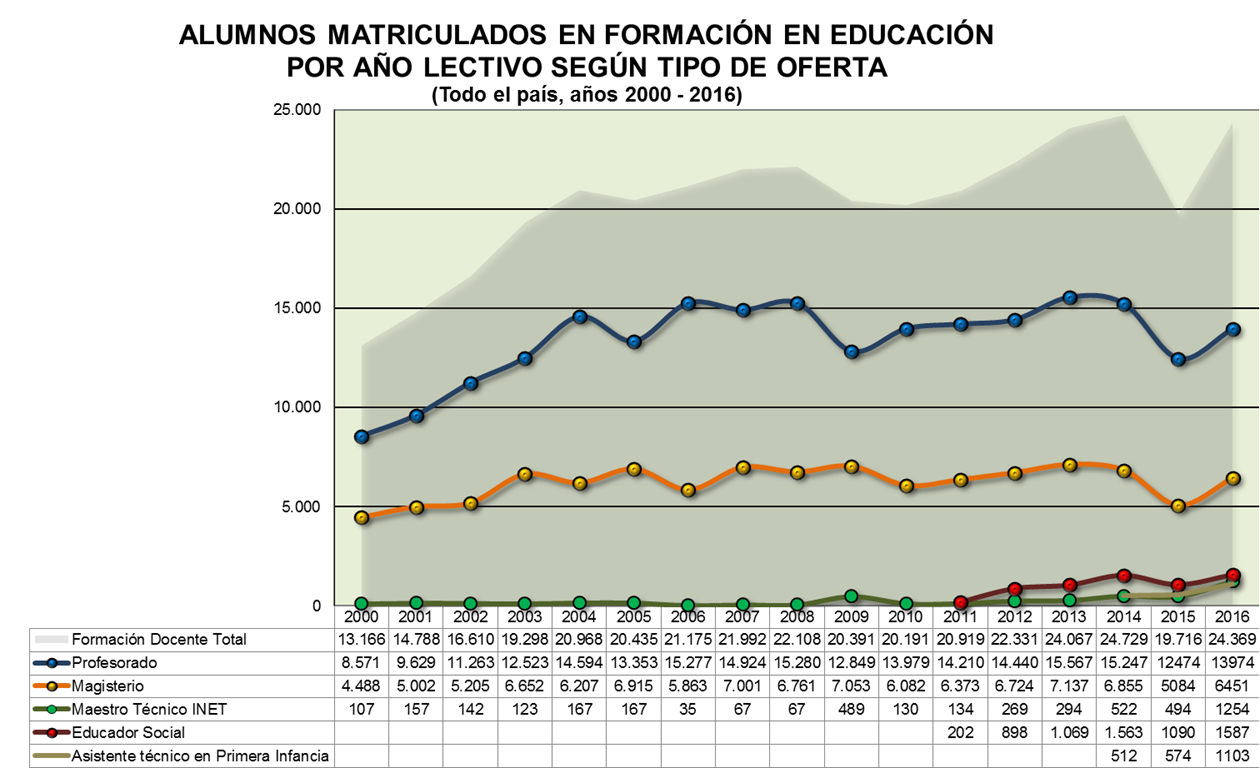 ALUMNOS MATRICULADOS EN FORMACIÓN EN EDUCACIÓN
POR AÑO LECTIVO SEGÚN TIPO DE OFERTA
(Todo el país, años 2000 - 2016)
25.000
20.000
15.000
10.000
5.000
0
2000 2001 2002 2003 2004 2005 2006 2007 2008 2009 2010 2011 2012 2013 2014 2015 2016
Formación Docente Total 13.166 14.788 16.610 19.298 20.968 20.435 21.175 21.992 22.108 20.391 20.191 20.919 22.331 24.067 24.729 19.716 24.369
Profesorado 8.571 9.629 11.263 12.523 14.594 13.353 15.277 14.924 15.280 12.849 13.979 14.210 14.440 15.567 15.247 12474 13974
Magisterio 4.488 5.002 5.205 6.652 6.207 6.915 5.863 7.001 6.761 7.053 6.082 6.373 6.724 7.137 6.855 5084 6451
Maestro Técnico INET 107 157 142 123 167 167 35 67 67 489 130 134 269 294 522 494 1254
Educador Social 202 898 1.069 1.563 1090 1587
Asistente técnico en Primera Infancia 512 574 1103